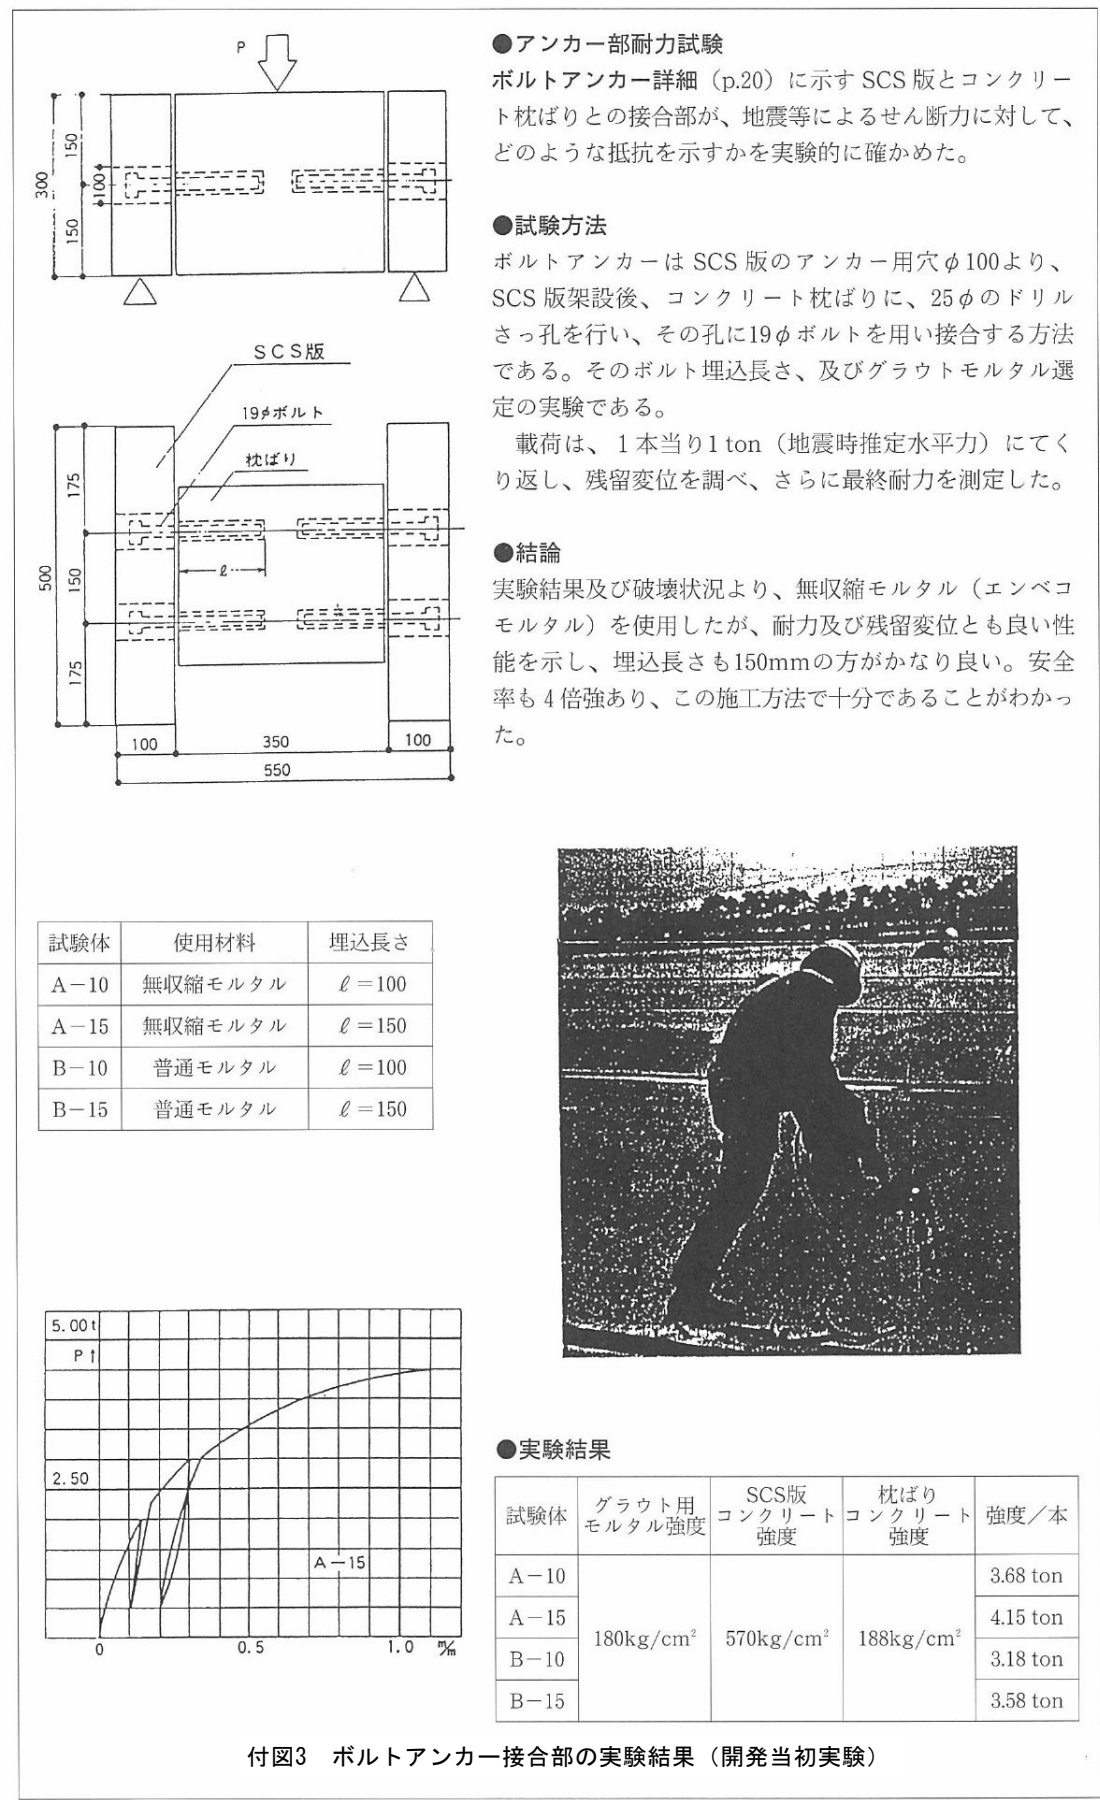 P
300
150
150
100
SCS版
19φボルト
枕ばり
500
175
150
175
ℓ
100
350
100
550
●アンカー部耐力試験
ボルトアンカー詳細（p.20）に示す SCS 版とコンクリー
ト枕ばりとの接合部が、地震等によるせん断力に対して、
どのような抵抗を示すかを実験的に確かめた。
●試験方法
ボルトアンカーは SCS 版のアンカー用穴φ100より、
SCS 版架設後、コンクリート枕ばりに、25φのドリル
さっ孔を行い、その孔に19φボルトを用い接合する方法
である。そのボルト埋込長さ、及びグラウトモルタル選
定の実験である。
載荷は、１本当り1 ton（地震時推定水平力）にてく
り返し、残留変位を調べ、さらに最終耐力を測定した。
●結論
実験結果及び破壊状況より、無収縮モルタル（エンベコ
モルタル）を使用したが、耐力及び残留変位とも良い性
能を示し、埋込長さも150mmの方がかなり良い。安全
率も４倍強あり、この施工方法で十分であることがわかっ
た。
試験体 使用材料 埋込長さ
A－10 無収縮モルタル ℓ＝100
A－15 無収縮モルタル ℓ＝150
B－10 普通モルタル ℓ＝100
B－15 普通モルタル ℓ＝150
5.00 t
P↑
2.50
A－15
0 0.5 1.0 m/m
●実験結果
試験体 グラウト用モルタル強度 SCS版コンクリート強度 枕ばりコンクリート強度 強度／本
A－10 3.68 ton
A－15 4.15 ton
180kg/cm² 570kg/cm² 188kg/cm²
B－10 3.18 ton
B－15 3.58 ton
付図3　ボルトアンカー接合部の実験結果（開発当初実験）